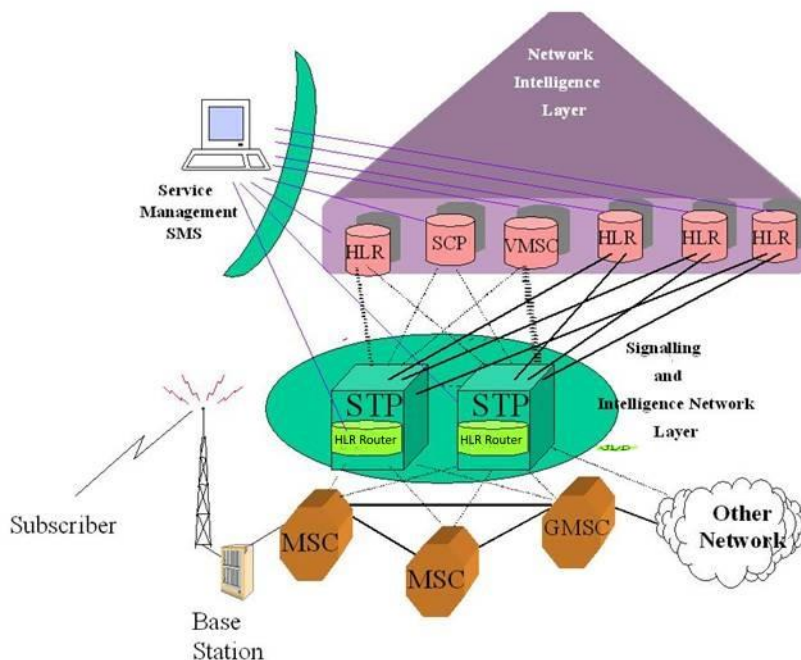 Network
Intelligence
Layer
Service
Management
SMS
HLR
SCP
VMSC
HLR
HLR
HLR
Signalling
and
Intelligence Network
Layer
STP
STP
HLR Router
HLR Router
Subscriber
MSC
MSC
GMSC
Other
Network
Base
Station